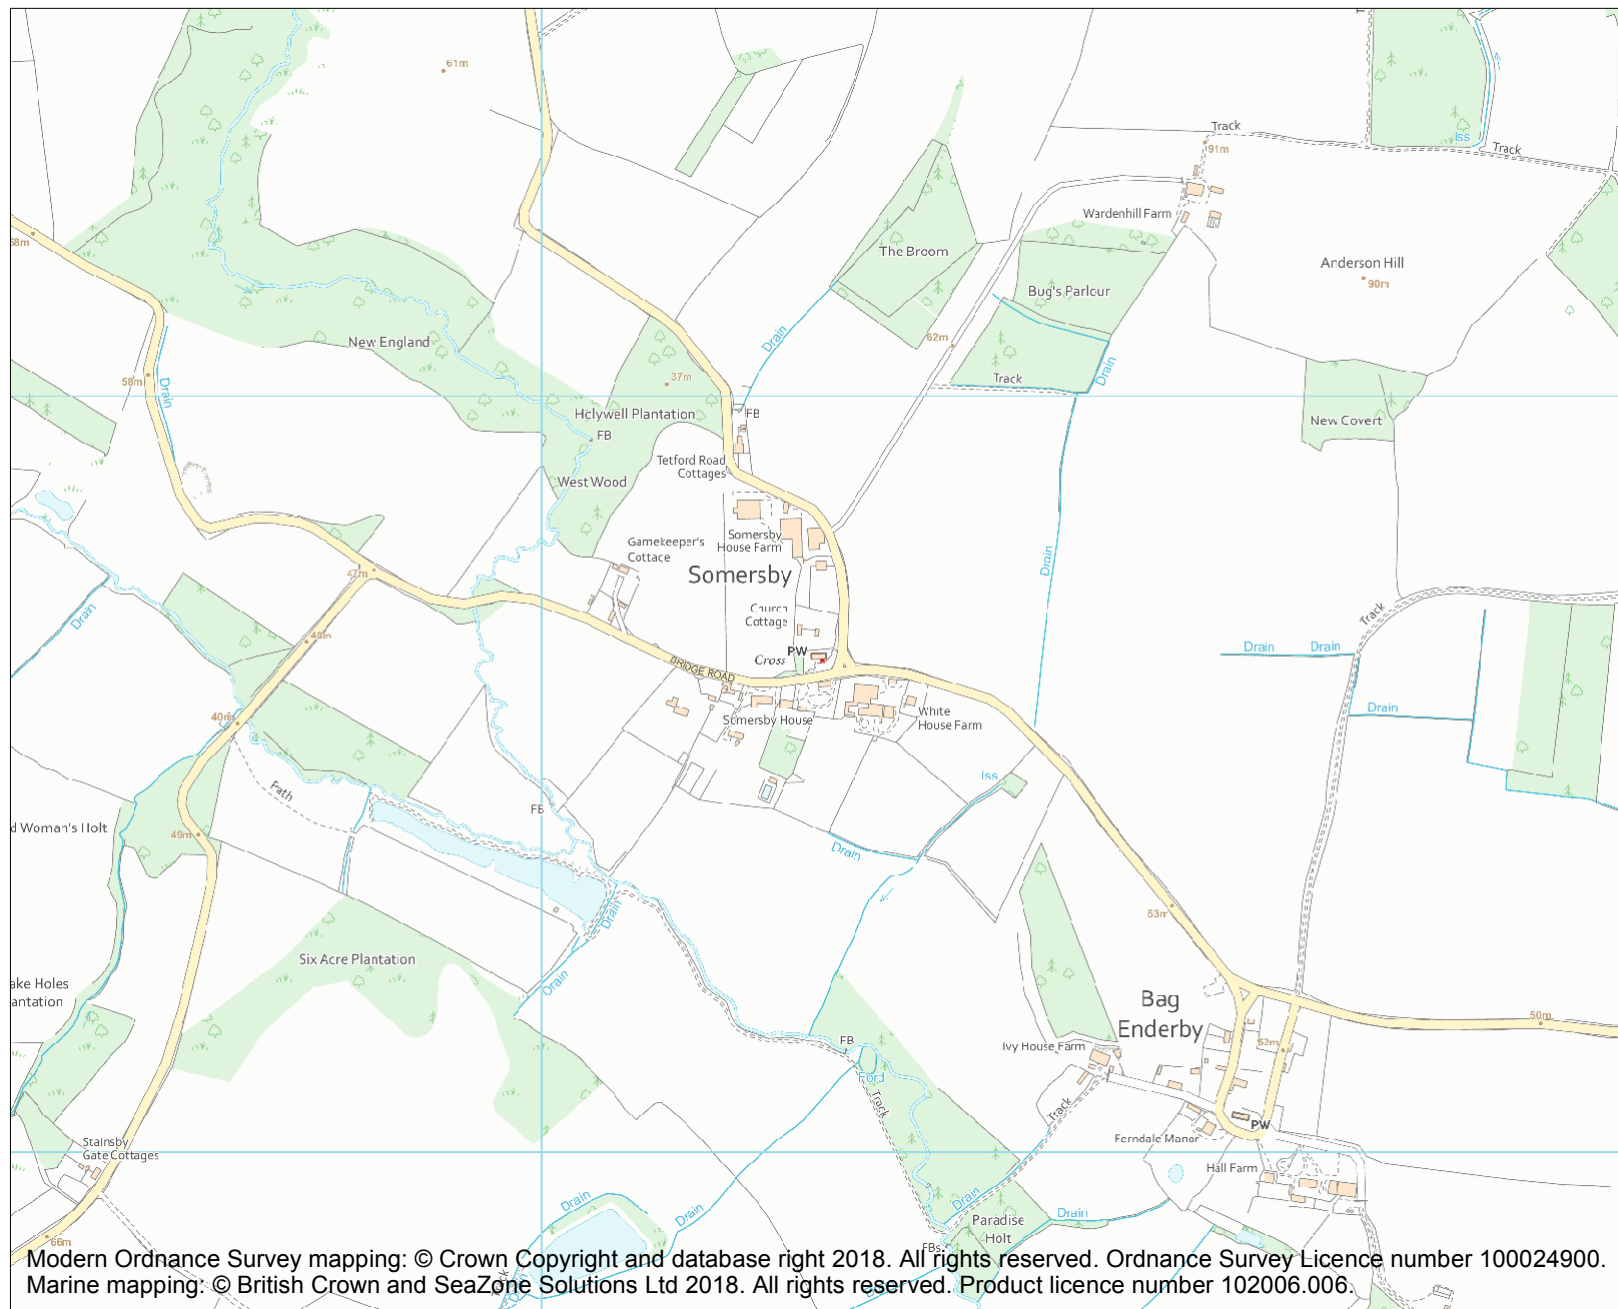 61m
Track
Iss
Track
91m
Wardenhill Farm
68m
The Broom
Anderson Hill
90m
Bug's Parlour
New England
Drain
62m
Drain
58m
Drain
37m
Track
Holywell Plantation
FB
New Covert
FB
Tetford Road
Cottages
West Wood
Somersby
House Farm
Gamekeeper's
Cottage
Somersby
47m
Drain
Drain
Church
Cottage
Track
48m
PW
Cross
BRIDGE ROAD
Drain
Drain
Drain
40m
Somersby House
White
House Farm
Iss
Path
FB
d Woman's Holt
49m
Drain
Drain
53m
Six Acre Plantation
Drain
ake Holes
antation
Bag
Enderby
50m
FB
Ivy House Farm
52m
Ford
Track
Track
PW
Ferndale Manor
Stainsby
Gate Cottages
Hall Farm
Drain
Drain
Drain
Drain
Paradise
Holt
66m
FBs
Track
Drain
Modern Ordnance Survey mapping: © Crown Copyright and database right 2018. All rights reserved. Ordnance Survey Licence number 100024900.
Marine mapping: © British Crown and SeaZone Solutions Ltd 2018. All rights reserved. Product licence number 102006.006.